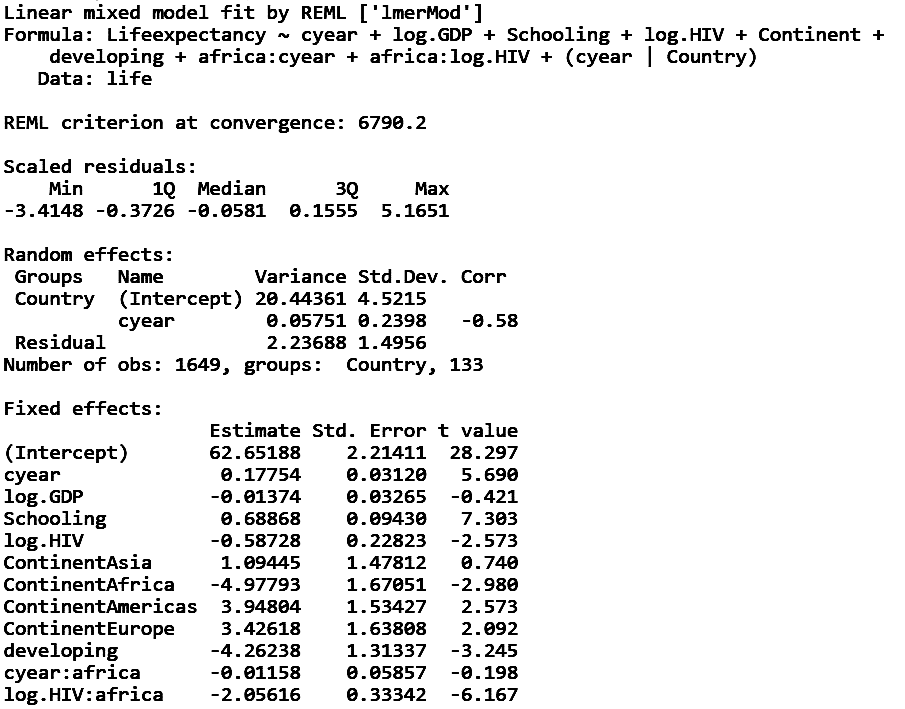 Linear mixed model fit by REML ['lmerMod']
Formula: Lifeexpectancy ~ cyear + log.GDP + Schooling + log.HIV + Continent +
    developing + africa:cyear + africa:log.HIV + (cyear | Country)
   Data: life

REML criterion at convergence: 6790.2

Scaled residuals:
    Min      1Q  Median      3Q     Max
-3.4148 -0.3726 -0.0581  0.1555  5.1651

Random effects:
 Groups   Name        Variance Std.Dev. Corr
 Country  (Intercept) 20.44361 4.5215
          cyear        0.05751 0.2398   -0.58
 Residual              2.23688 1.4956
Number of obs: 1649, groups:  Country, 133

Fixed effects:
                  Estimate Std. Error t value
(Intercept)       62.65188    2.21411  28.297
cyear              0.17754    0.03120   5.690
log.GDP           -0.01374    0.03265  -0.421
Schooling          0.68868    0.09430   7.303
log.HIV           -0.58728    0.22823  -2.573
ContinentAsia      1.09445    1.47812   0.740
ContinentAfrica   -4.97793    1.67051  -2.980
ContinentAmericas  3.94804    1.53427   2.573
ContinentEurope    3.42618    1.63808   2.092
developing        -4.26238    1.31337  -3.245
cyear:africa      -0.01158    0.05857  -0.198
log.HIV:africa    -2.05616    0.33342  -6.167